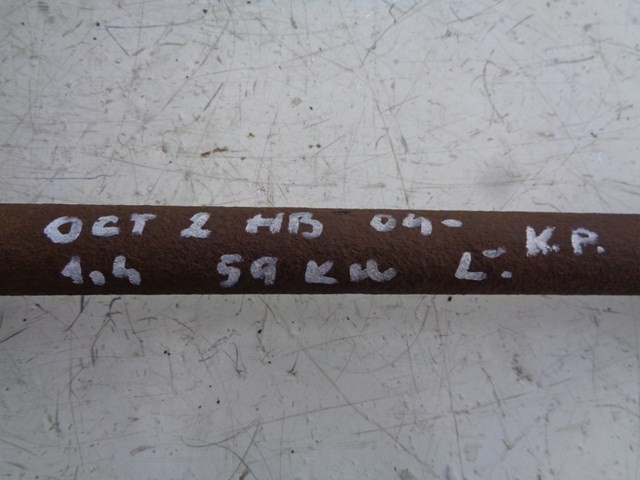 OCT 2 HB 04- K.P.
1,4 59 KW L: